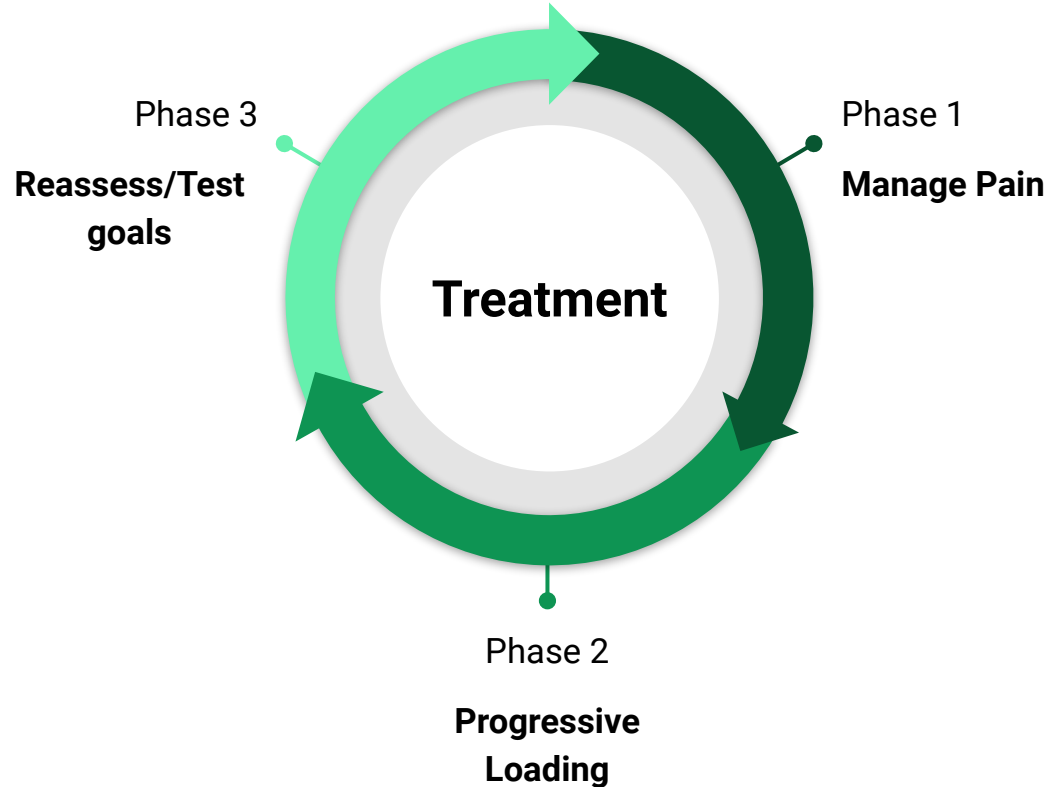 Phase 1
Manage Pain
Phase 2
Progressive
Loading
Phase 3
Reassess/Test
goals
Treatment